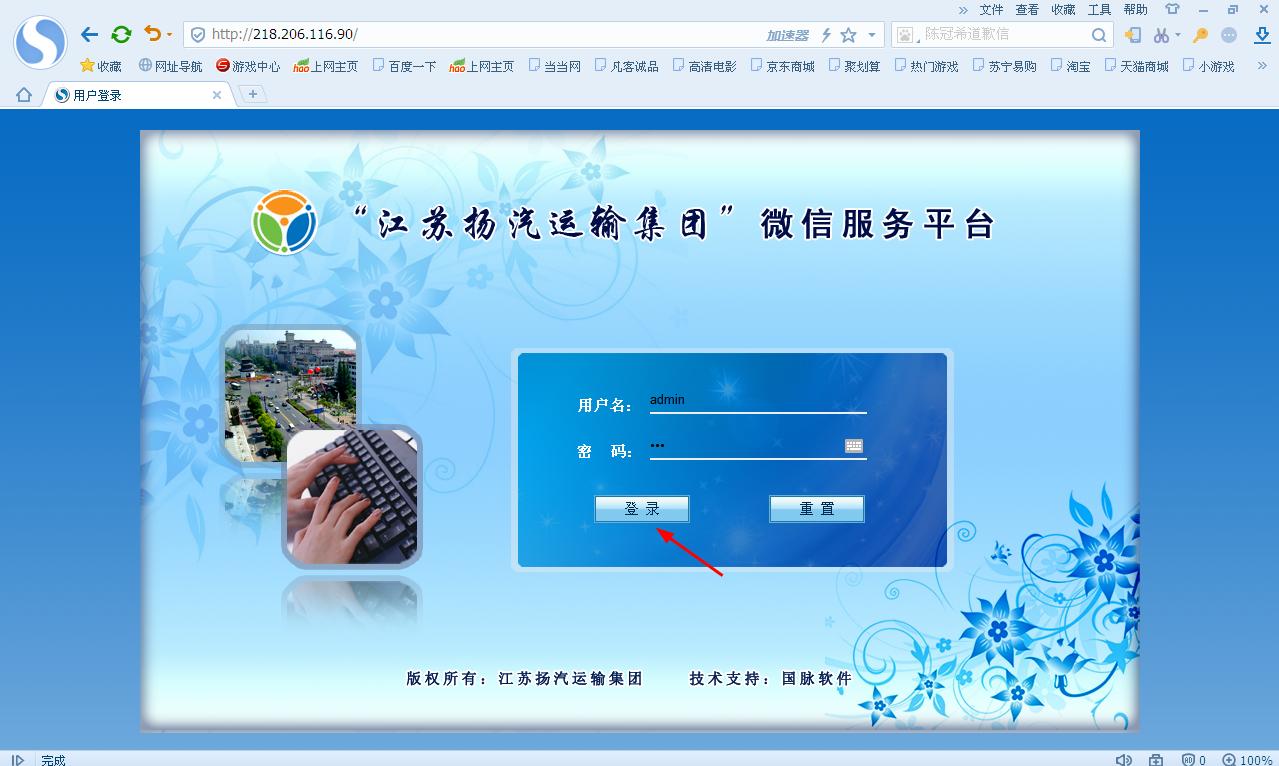 » 文件 查看 收藏 工具 帮助
http://218.206.116.90/ 加速器 陈冠希道歉信
收藏 网址导航 游戏中心 hao 上网主页 百度一下 hao 上网主页 当当网 凡客诚品 高清电影 京东商城 聚划算 热门游戏 苏宁易购 淘宝 天猫商城 小游戏 »
用户登录
“江苏扬汽运输集团”微信服务平台
用户名： admin
密 码： •••
登 录 重 置
版权所有：江苏扬汽运输集团 技术支持：国脉软件
完成 0 100%